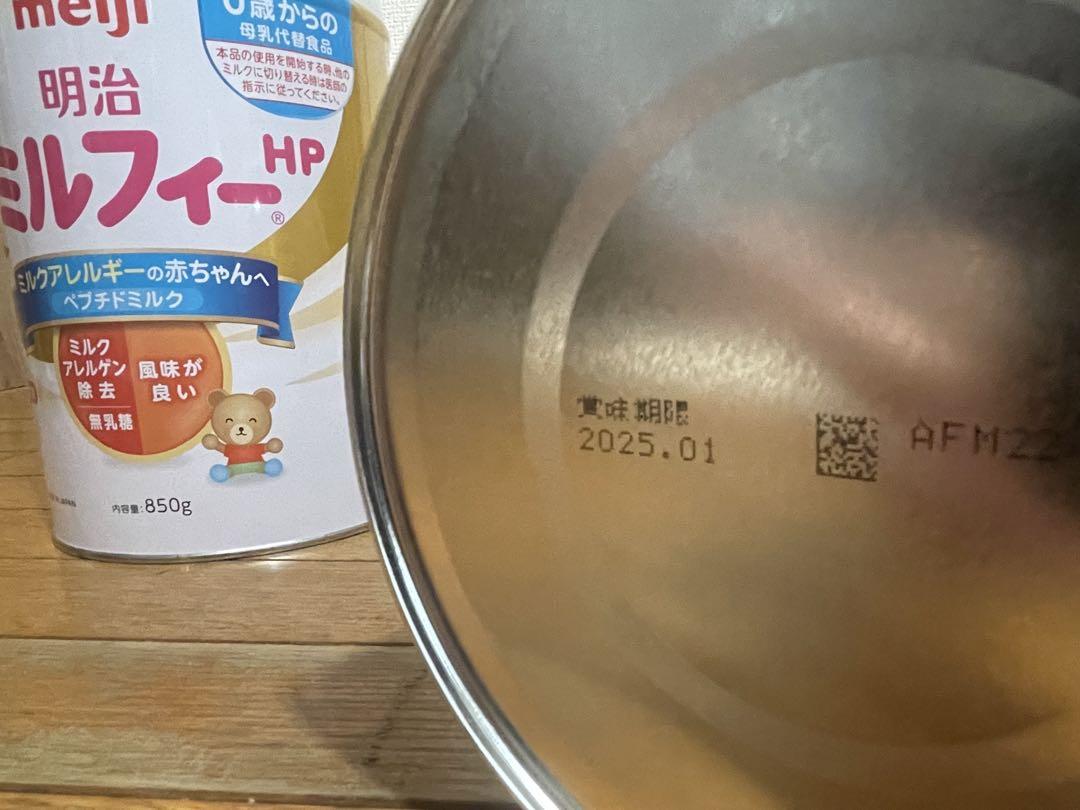 meiji
0歳からの
母乳代替食品
本品の使用を開始する時、他の
ミルクに切り替える時は医師の
指示に従ってください。
明治
ミルフィーHP®
ミルクアレルギーの赤ちゃんへ
ペプチドミルク
ミルク
アレルゲン
除去
無乳糖
風味が
良い
内容量:850g
賞味期限
2025.01
AFM22